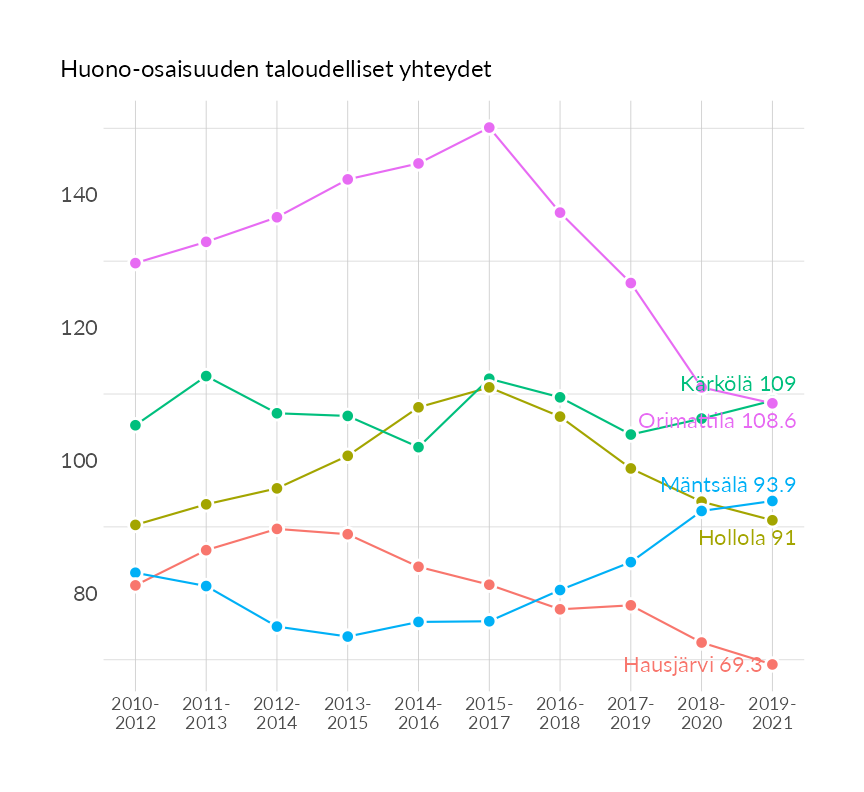 Huono-osaisuuden taloudelliset yhteydet
140
120
100
80
Kärkölä 109
Orimattila 108.6
Mäntsälä 93.9
Hollola 91
Hausjärvi 69.3
2010- 2011- 2012- 2013- 2014- 2015- 2016- 2017- 2018- 2019-
2012 2013 2014 2015 2016 2017 2018 2019 2020 2021